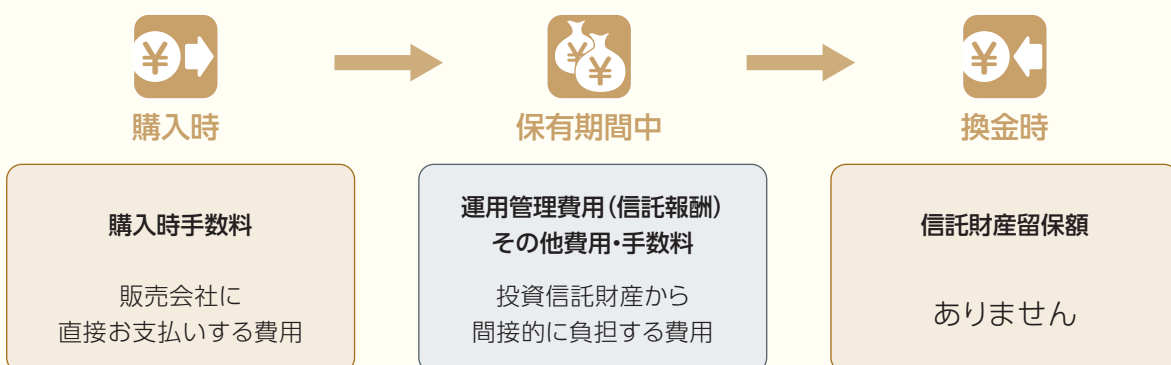 ¥
¥
¥
¥
購入時
保有期間中
換金時
購入時手数料
販売会社に
直接お支払いする費用
運用管理費用(信託報酬)
その他費用・手数料
投資信託財産から
間接的に負担する費用
信託財産留保額
ありません